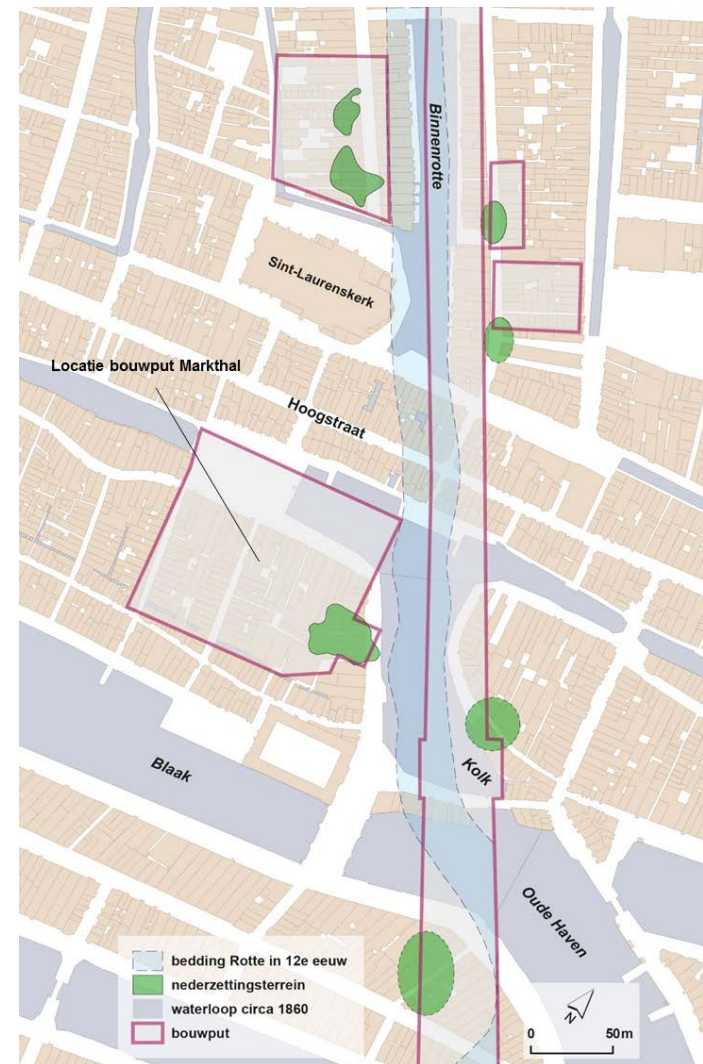 Binnenrotte
Sint-Laurenskerk
Locatie bouwput Markthal
Hoogstraat
Blaak
Kolk
Oude Haven
bedding Rotte in 12e eeuw
nederzettingsterrein
waterloop circa 1860
bouwput
N
0 50m